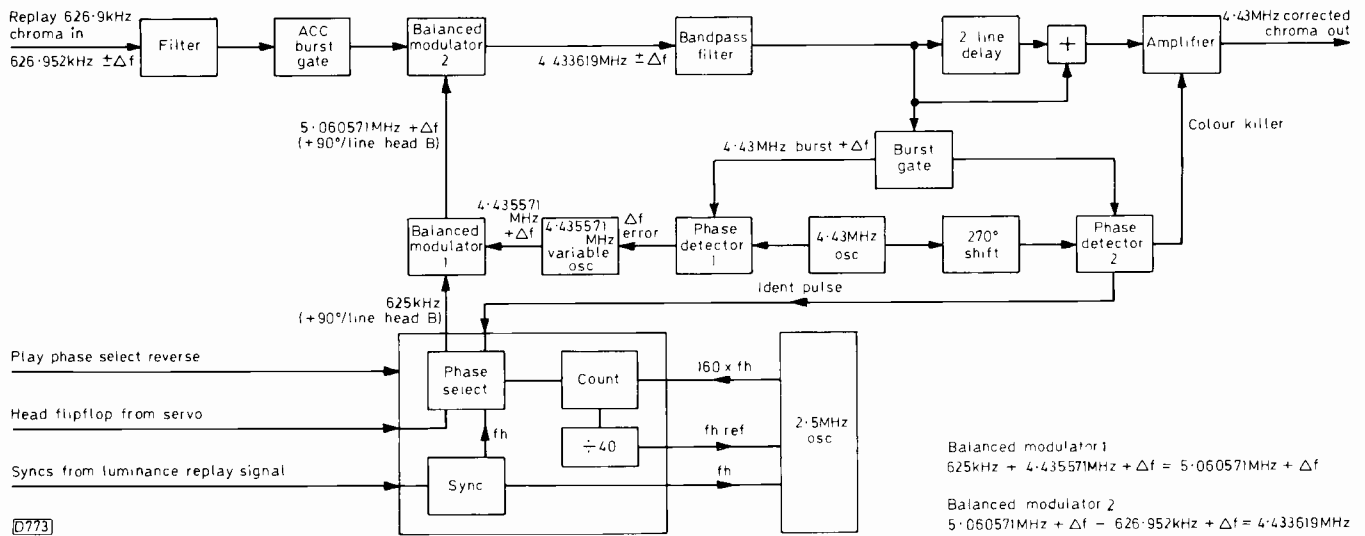 Replay 626·9kHz
chroma in
626·952kHz ±Δf
Filter
ACC
burst
gate
Balanced
modulator
2
4·433619MHz ±Δf
Bandpass
filter
2 line
delay
+
Amplifier
4·43MHz corrected
chroma out
5·060571MHz +Δf
(+90°/line head B)
Colour killer
4·43MHz burst +Δf
Burst
gate
Balanced
modulator
1
4·435571
MHz
+Δf
4·435571
MHz
variable
osc
Δf
error
Phase
detector
1
4·43MHz
osc
270°
shift
Phase
detector
2
Ident pulse
625kHz
(+90°/line head B)
Play phase select reverse
Phase
select
Count
160 x fh
2·5MHz
osc
Head flipflop from servo
fh
÷40
fh ref
Syncs from luminance replay signal
Sync
fh
Balanced modulator 1
625kHz + 4·435571MHz + Δf = 5·060571MHz + Δf
Balanced modulator 2
5·060571MHz + Δf − 626·952kHz + Δf = 4·433619MHz
D773